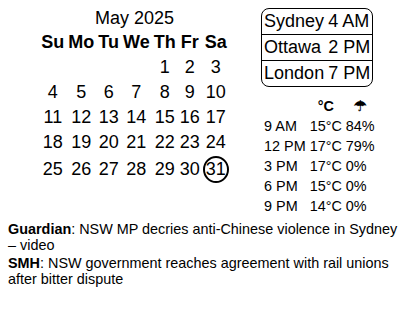 May 2025
Su Mo Tu We Th Fr Sa
1 2 3
4 5 6 7 8 9 10
11 12 13 14 15 16 17
18 19 20 21 22 23 24
25 26 27 28 29 30 31
Sydney 4 AM
Ottawa 2 PM
London 7 PM
°C ☂
9 AM 15°C 84%
12 PM 17°C 79%
3 PM 17°C 0%
6 PM 15°C 0%
9 PM 14°C 0%
Guardian: NSW MP decries anti-Chinese violence in Sydney
– video
SMH: NSW government reaches agreement with rail unions
after bitter dispute